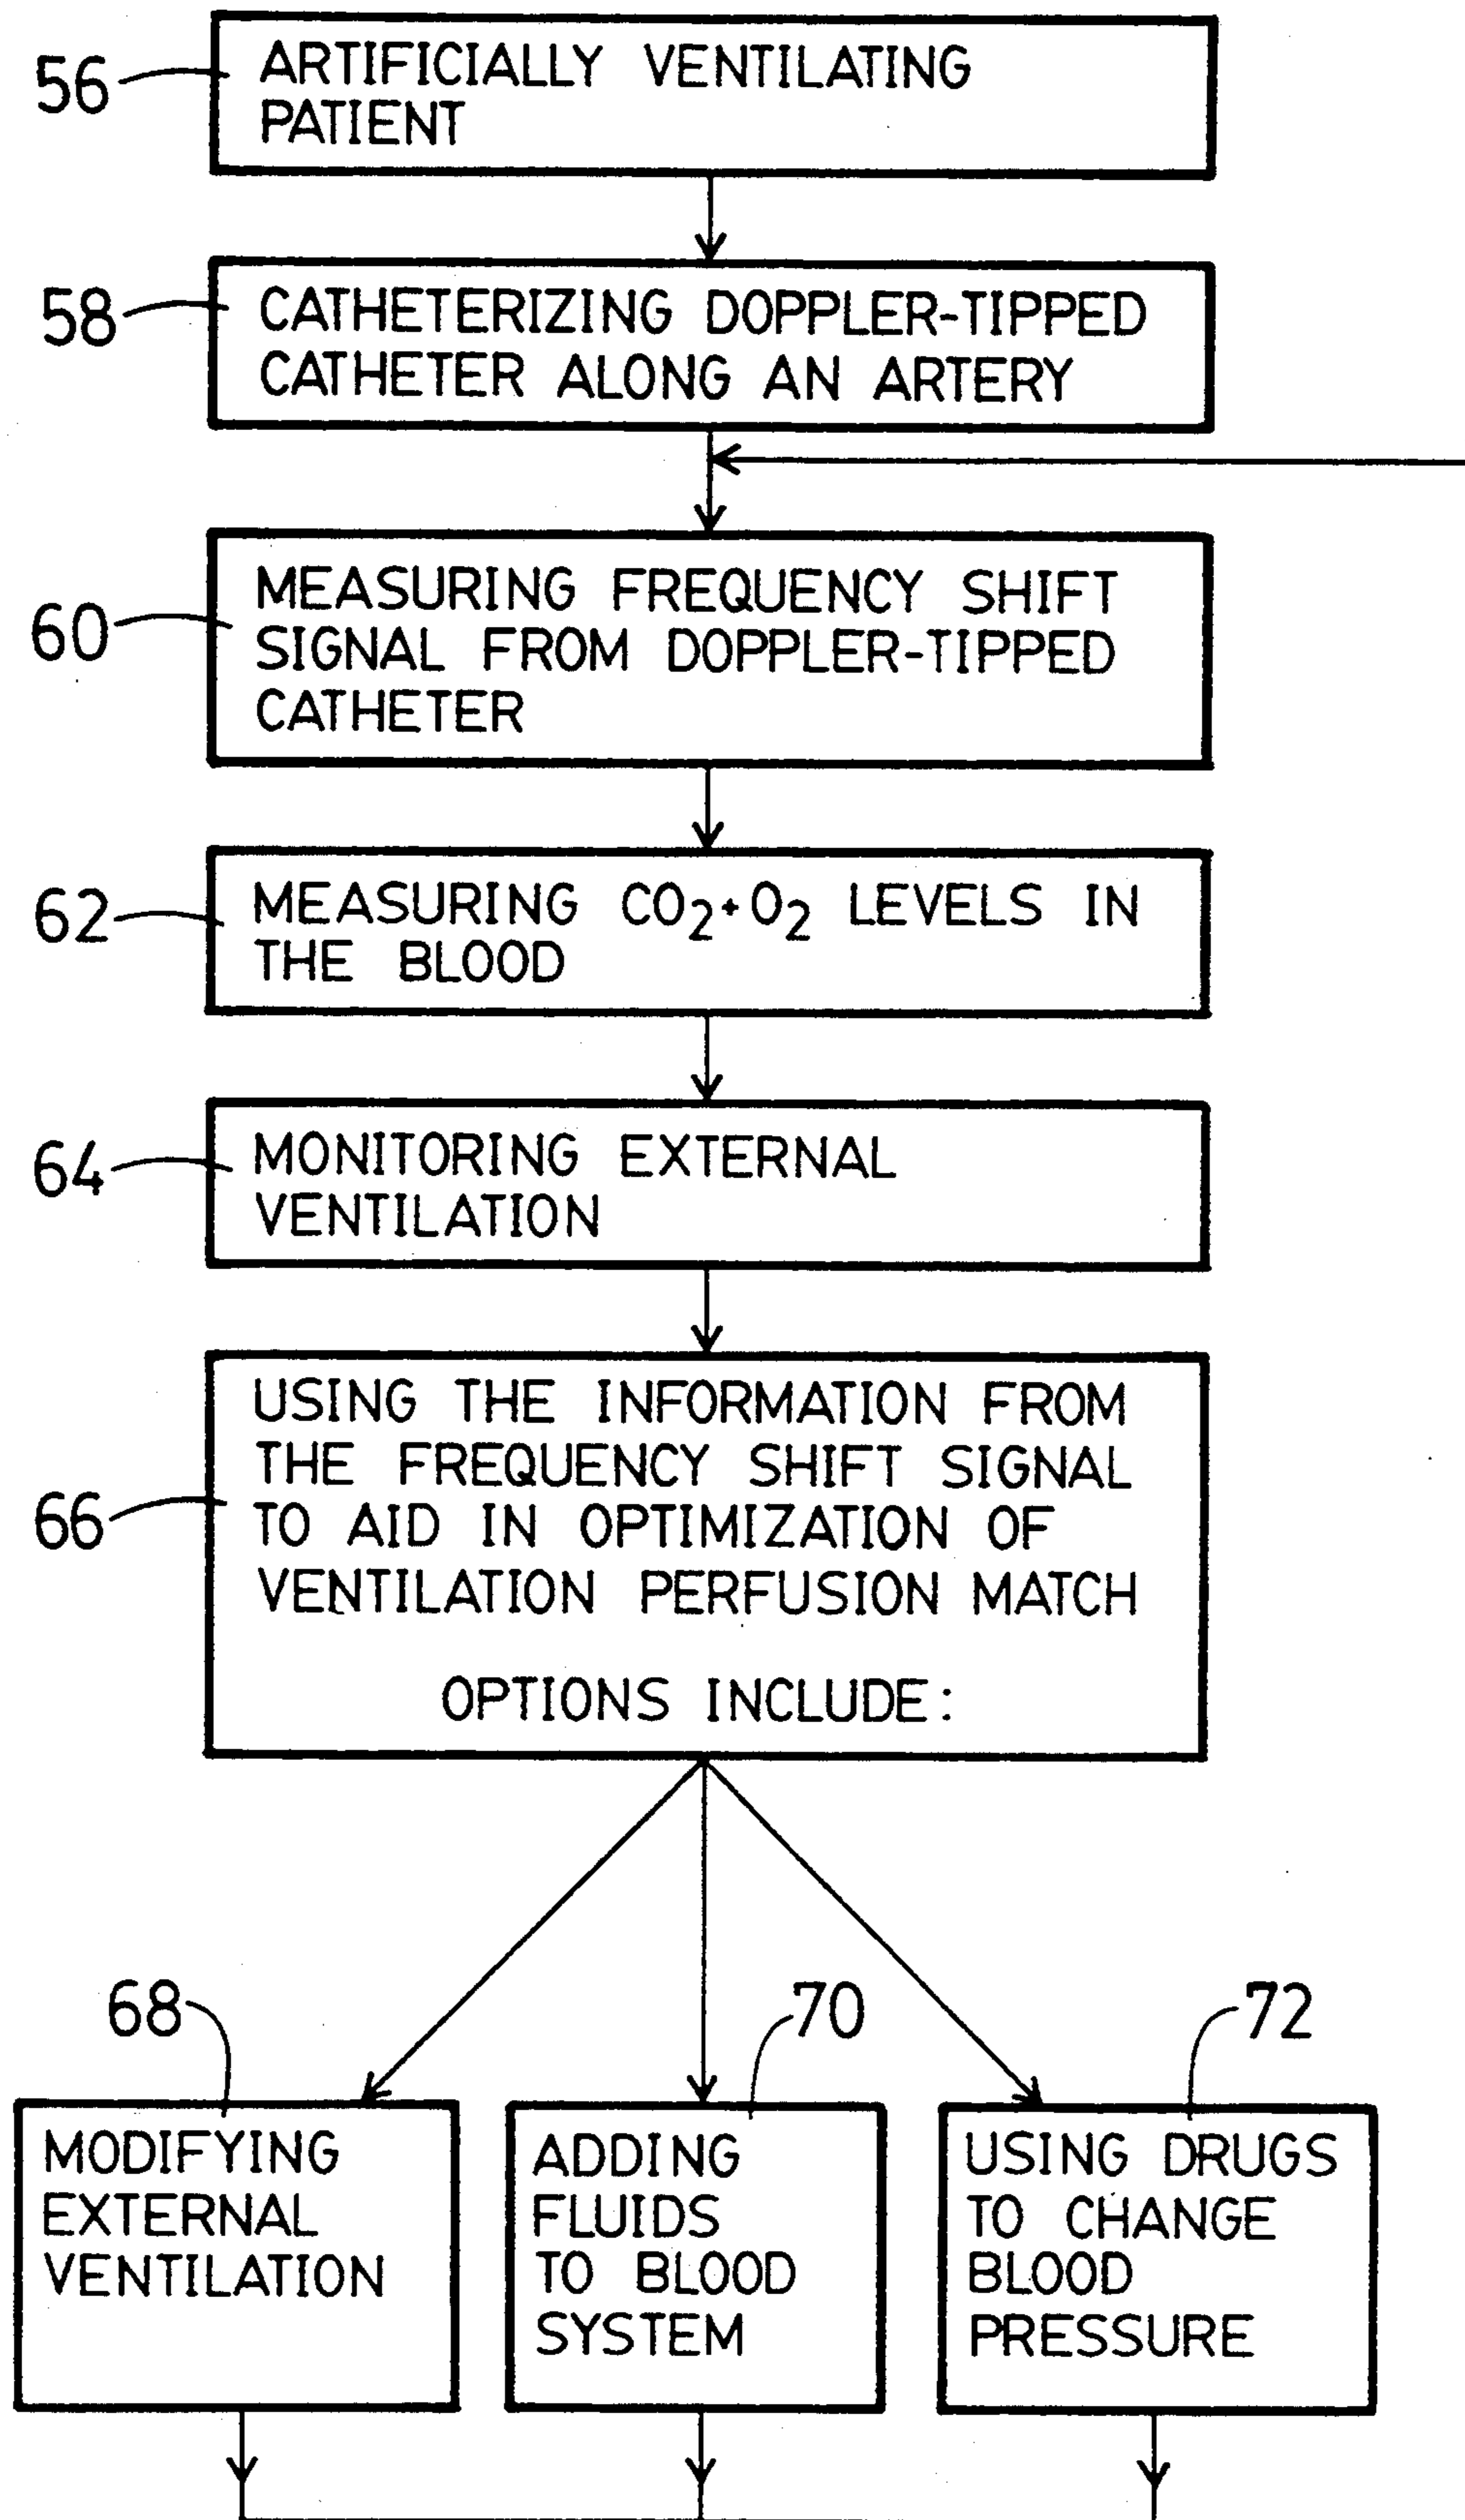 56
ARTIFICIALLY VENTILATING
PATIENT
58
CATHETERIZING DOPPLER-TIPPED
CATHETER ALONG AN ARTERY
60
MEASURING FREQUENCY SHIFT
SIGNAL FROM DOPPLER-TIPPED
CATHETER
62
MEASURING CO₂+O₂ LEVELS IN
THE BLOOD
64
MONITORING EXTERNAL
VENTILATION
66
USING THE INFORMATION FROM
THE FREQUENCY SHIFT SIGNAL
TO AID IN OPTIMIZATION OF
VENTILATION PERFUSION MATCH
OPTIONS INCLUDE:
68
MODIFYING
EXTERNAL
VENTILATION
70
ADDING
FLUIDS
TO BLOOD
SYSTEM
72
USING DRUGS
TO CHANGE
BLOOD
PRESSURE